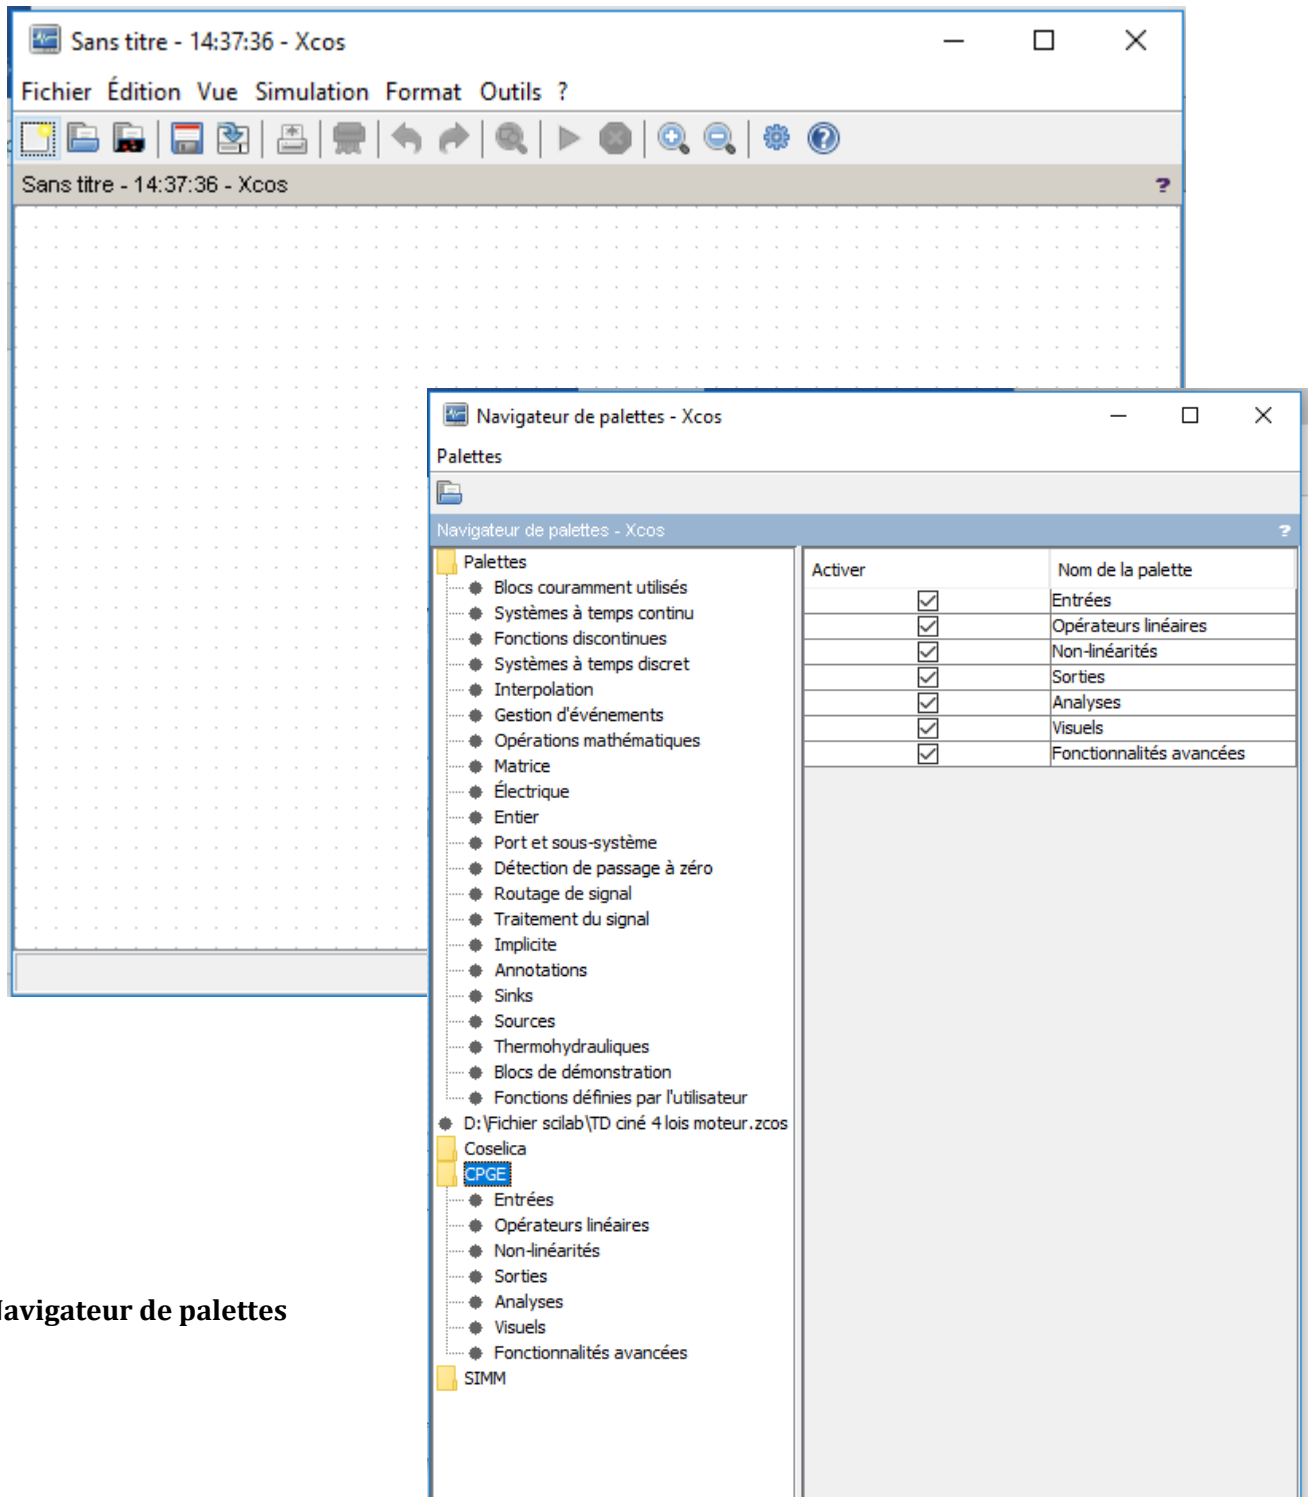 Sans titre - 14:37:36 - Xcos
Fichier Édition Vue Simulation Format Outils ?
Sans titre - 14:37:36 - Xcos ?
Navigateur de palettes - Xcos
Palettes
Navigateur de palettes - Xcos ?
Palettes
Blocs couramment utilisés
Systèmes à temps continu
Fonctions discontinues
Systèmes à temps discret
Interpolation
Gestion d'événements
Opérations mathématiques
Matrice
Électrique
Entier
Port et sous-système
Détection de passage à zéro
Routage de signal
Traitement du signal
Implicite
Annotations
Sinks
Sources
Thermohydrauliques
Blocs de démonstration
Fonctions définies par l'utilisateur
D:\Fichier scilab\TD ciné 4 lois moteur.zcos
Coselica
CPGE
Entrées
Opérateurs linéaires
Non-linéarités
Sorties
Analyses
Visuels
Fonctionnalités avancées
SIMM
Activer Nom de la palette
Entrées
Opérateurs linéaires
Non-linéarités
Sorties
Analyses
Visuels
Fonctionnalités avancées
avigateur de palettes